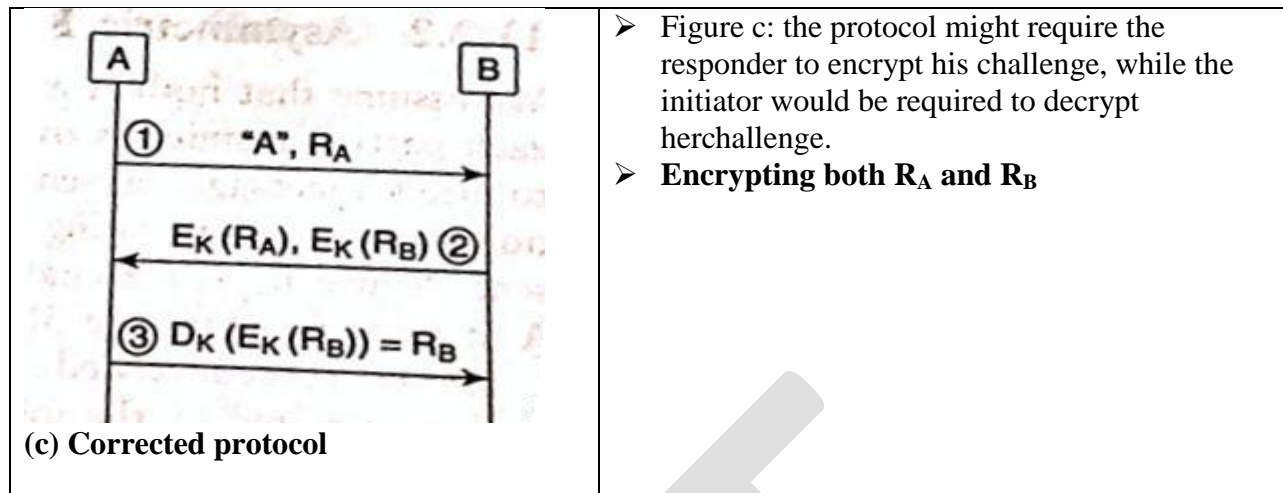 A
B
① "A", R_A
E_K (R_A), E_K (R_B) ②
③ D_K (E_K (R_B)) = R_B
(c) Corrected protocol
➢ Figure c: the protocol might require the
responder to encrypt his challenge, while the
initiator would be required to decrypt
herchallenge.
➢ Encrypting both R_A and R_B